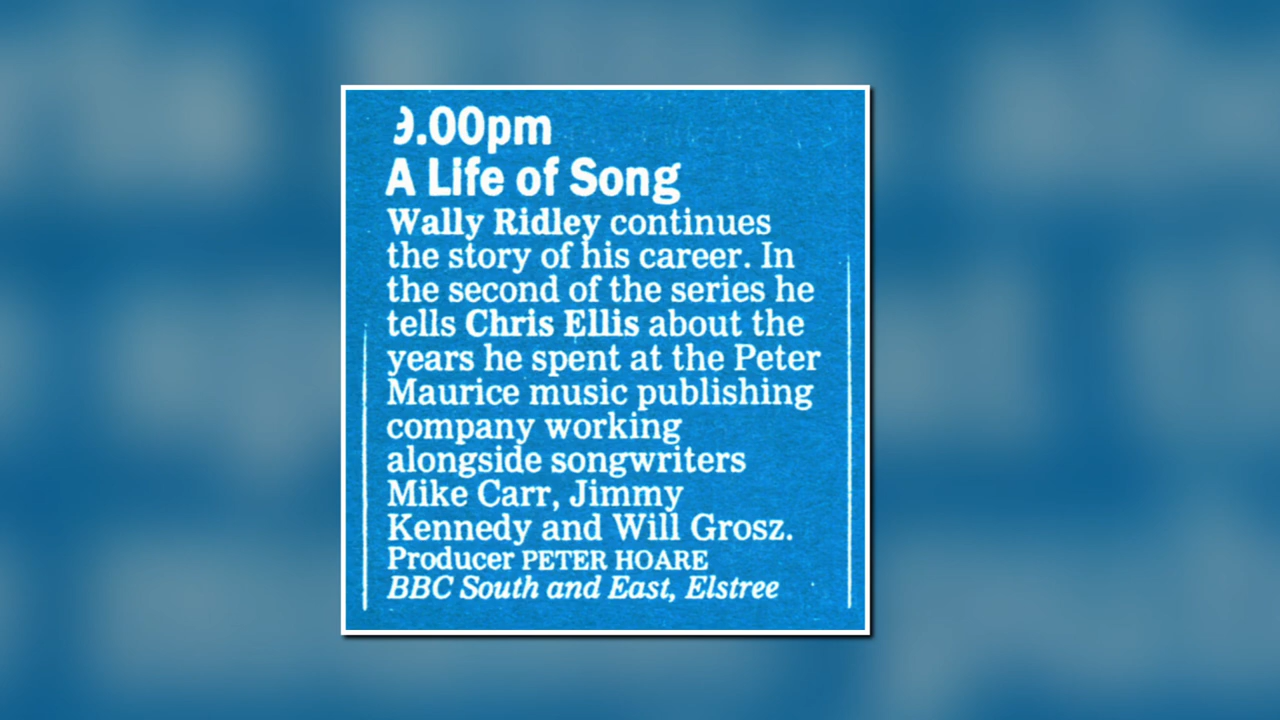 9.00pm
A Life of Song
Wally Ridley continues
the story of his career. In
the second of the series he
tells Chris Ellis about the
years he spent at the Peter
Maurice music publishing
company working
alongside songwriters
Mike Carr, Jimmy
Kennedy and Will Grosz.
Producer PETER HOARE
BBC South and East, Elstree